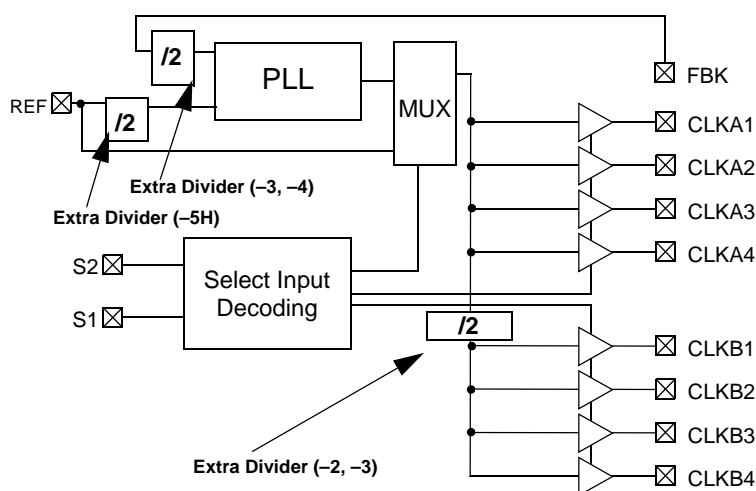 /2
PLL
FBK
REF
/2
MUX
CLKA1
CLKA2
Extra Divider (–3, –4)
CLKA3
Extra Divider (–5H)
CLKA4
S2
Select Input
Decoding
S1
/2
CLKB1
CLKB2
CLKB3
Extra Divider (–2, –3)
CLKB4